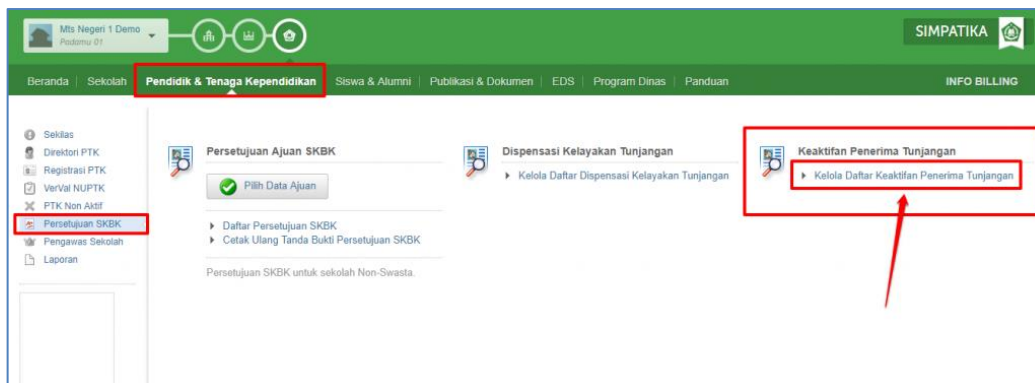 Mts Negeri 1 Demo
Padamu 01
SIMPATIKA
Beranda | Sekolah | Pendidik & Tenaga Kependidikan | Siswa & Alumni | Publikasi & Dokumen | EDS | Program Dinas | Panduan
INFO BILLING
Sekilas
Direktori PTK
Registrasi PTK
VerVal NUPTK
PTK Non Aktif
Persetujuan SKBK
Pengawas Sekolah
Laporan
Persetujuan Ajuan SKBK
Pilih Data Ajuan
Daftar Persetujuan SKBK
Cetak Ulang Tanda Bukti Persetujuan SKBK
Persetujuan SKBK untuk sekolah Non-Swasta.
Dispensasi Kelayakan Tunjangan
Kelola Daftar Dispensasi Kelayakan Tunjangan
Keaktifan Penerima Tunjangan
Kelola Daftar Keaktifan Penerima Tunjangan